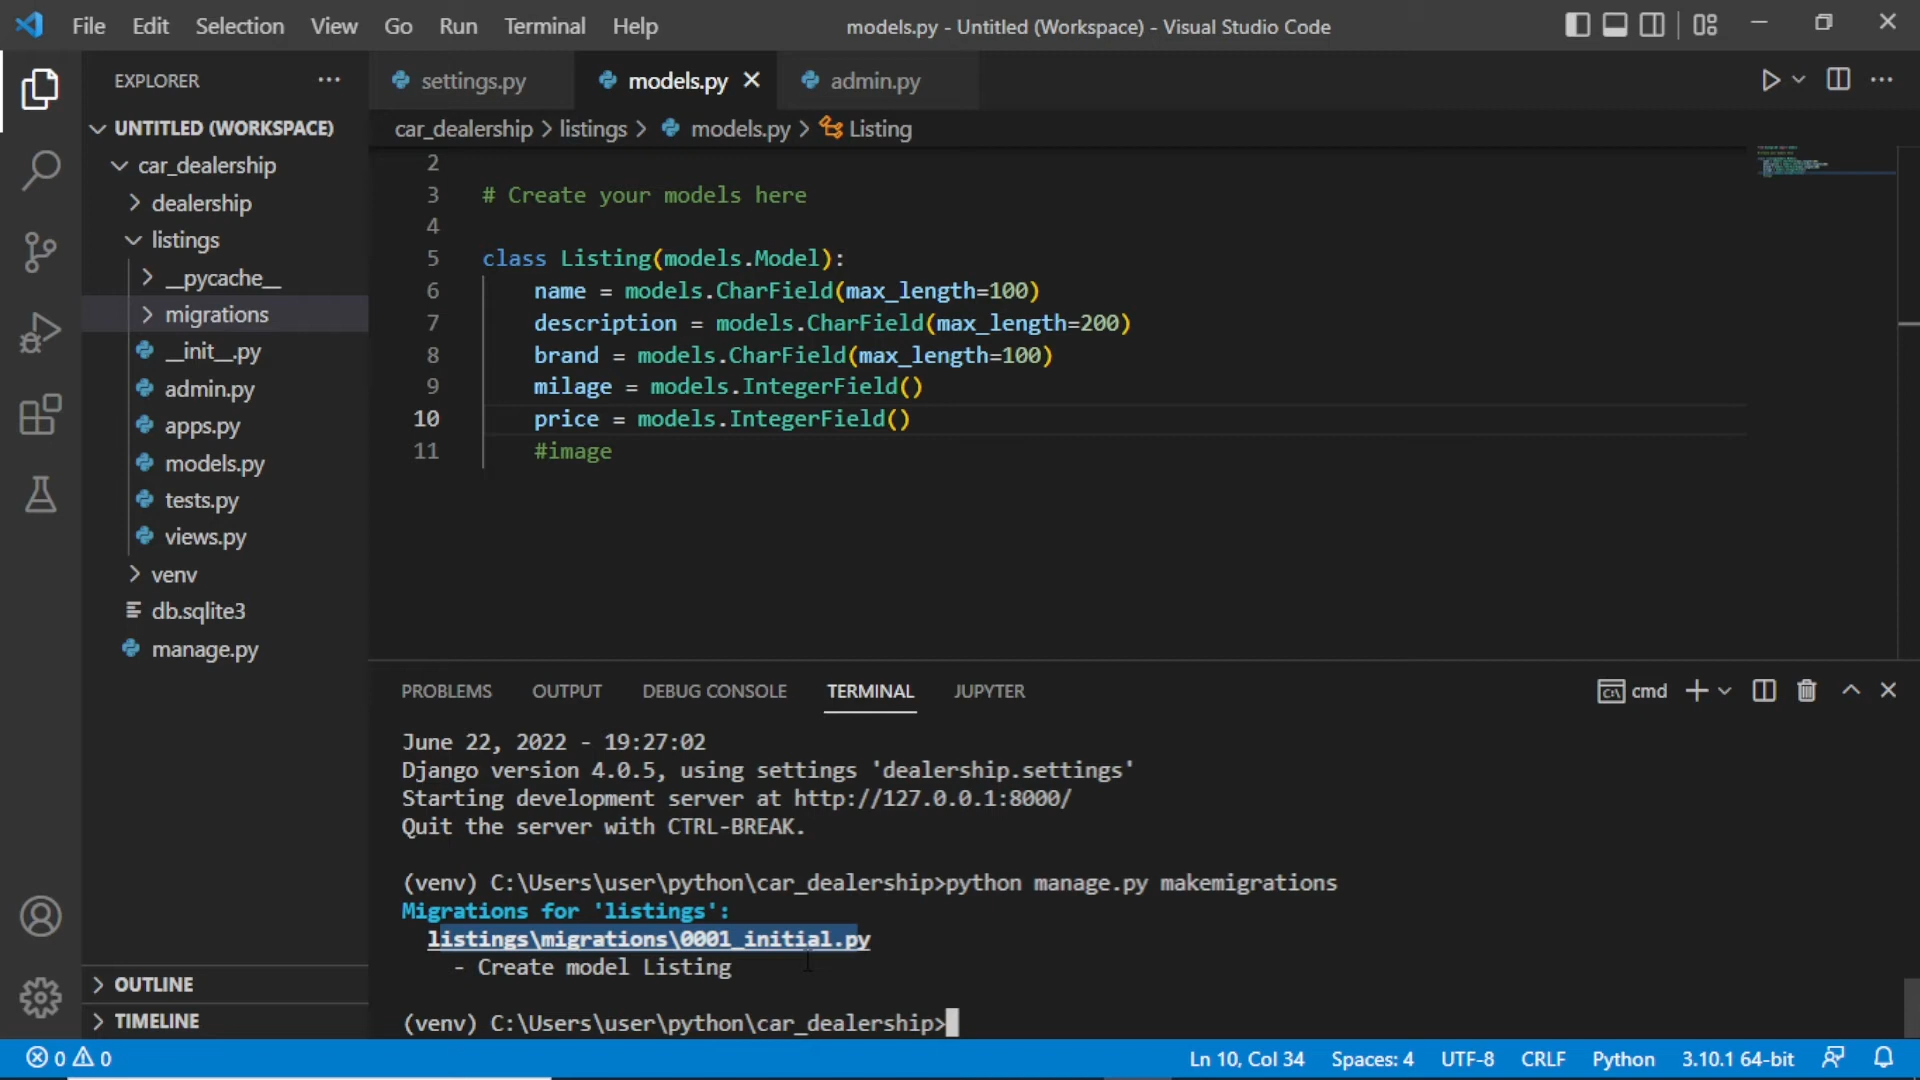 File Edit Selection View Go Run Terminal Help
models.py - Untitled (Workspace) - Visual Studio Code
EXPLORER
UNTITLED (WORKSPACE)
car_dealership
dealership
listings
__pycache__
migrations
__init__.py
admin.py
apps.py
models.py
tests.py
views.py
venv
db.sqlite3
manage.py
OUTLINE
TIMELINE
settings.py models.py admin.py
car_dealership > listings > models.py > Listing
2
3 # Create your models here
4
5 class Listing(models.Model):
6 name = models.CharField(max_length=100)
7 description = models.CharField(max_length=200)
8 brand = models.CharField(max_length=100)
9 milage = models.IntegerField()
10 price = models.IntegerField()
11 #image
PROBLEMS OUTPUT DEBUG CONSOLE TERMINAL JUPYTER
cmd
June 22, 2022 - 19:27:02
Django version 4.0.5, using settings 'dealership.settings'
Starting development server at http://127.0.0.1:8000/
Quit the server with CTRL-BREAK.
(venv) C:\Users\user\python\car_dealership>python manage.py makemigrations
Migrations for 'listings':
listings\migrations\0001_initial.py
- Create model Listing
(venv) C:\Users\user\python\car_dealership>
0 0
Ln 10, Col 34 Spaces: 4 UTF-8 CRLF Python 3.10.1 64-bit